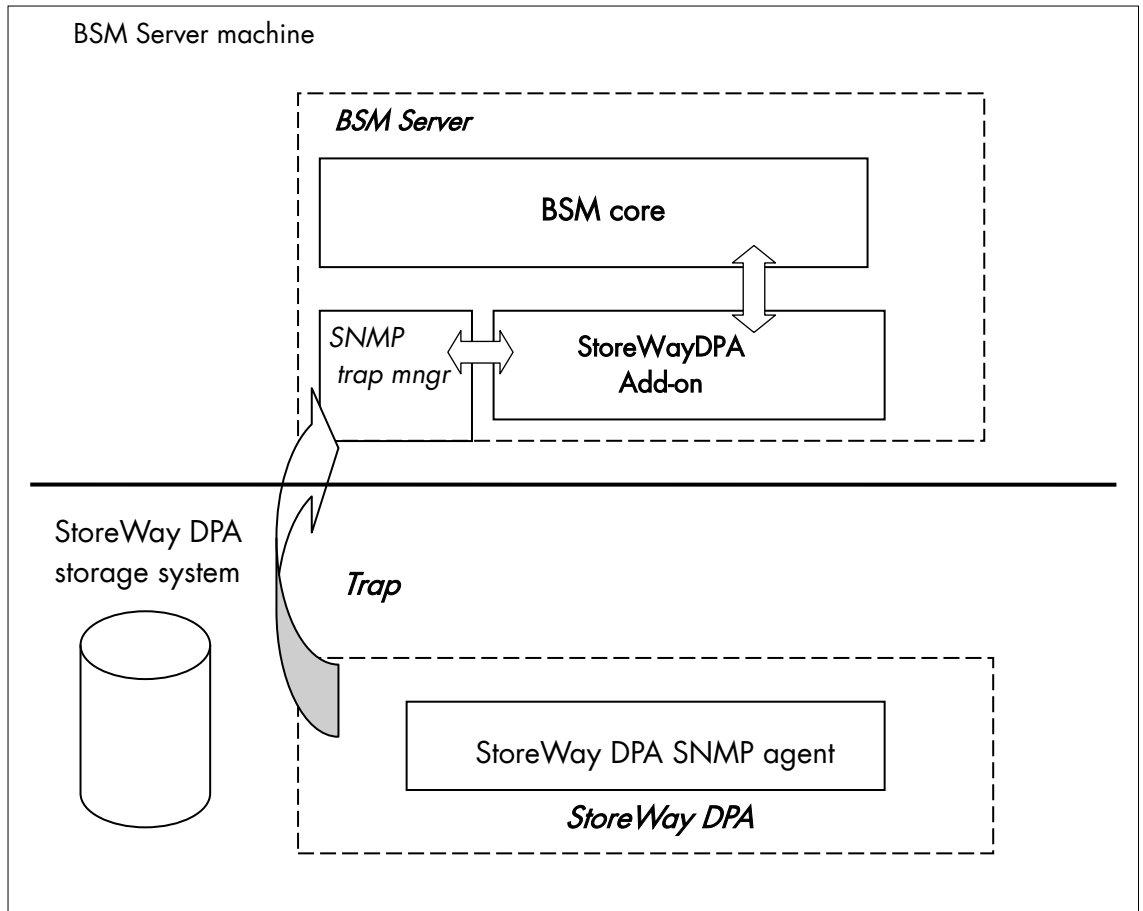 BSM Server machine
BSM Server
BSM core
SNMP
trap mngr
StoreWayDPA
Add-on
StoreWay DPA
storage system
Trap
StoreWay DPA SNMP agent
StoreWay DPA